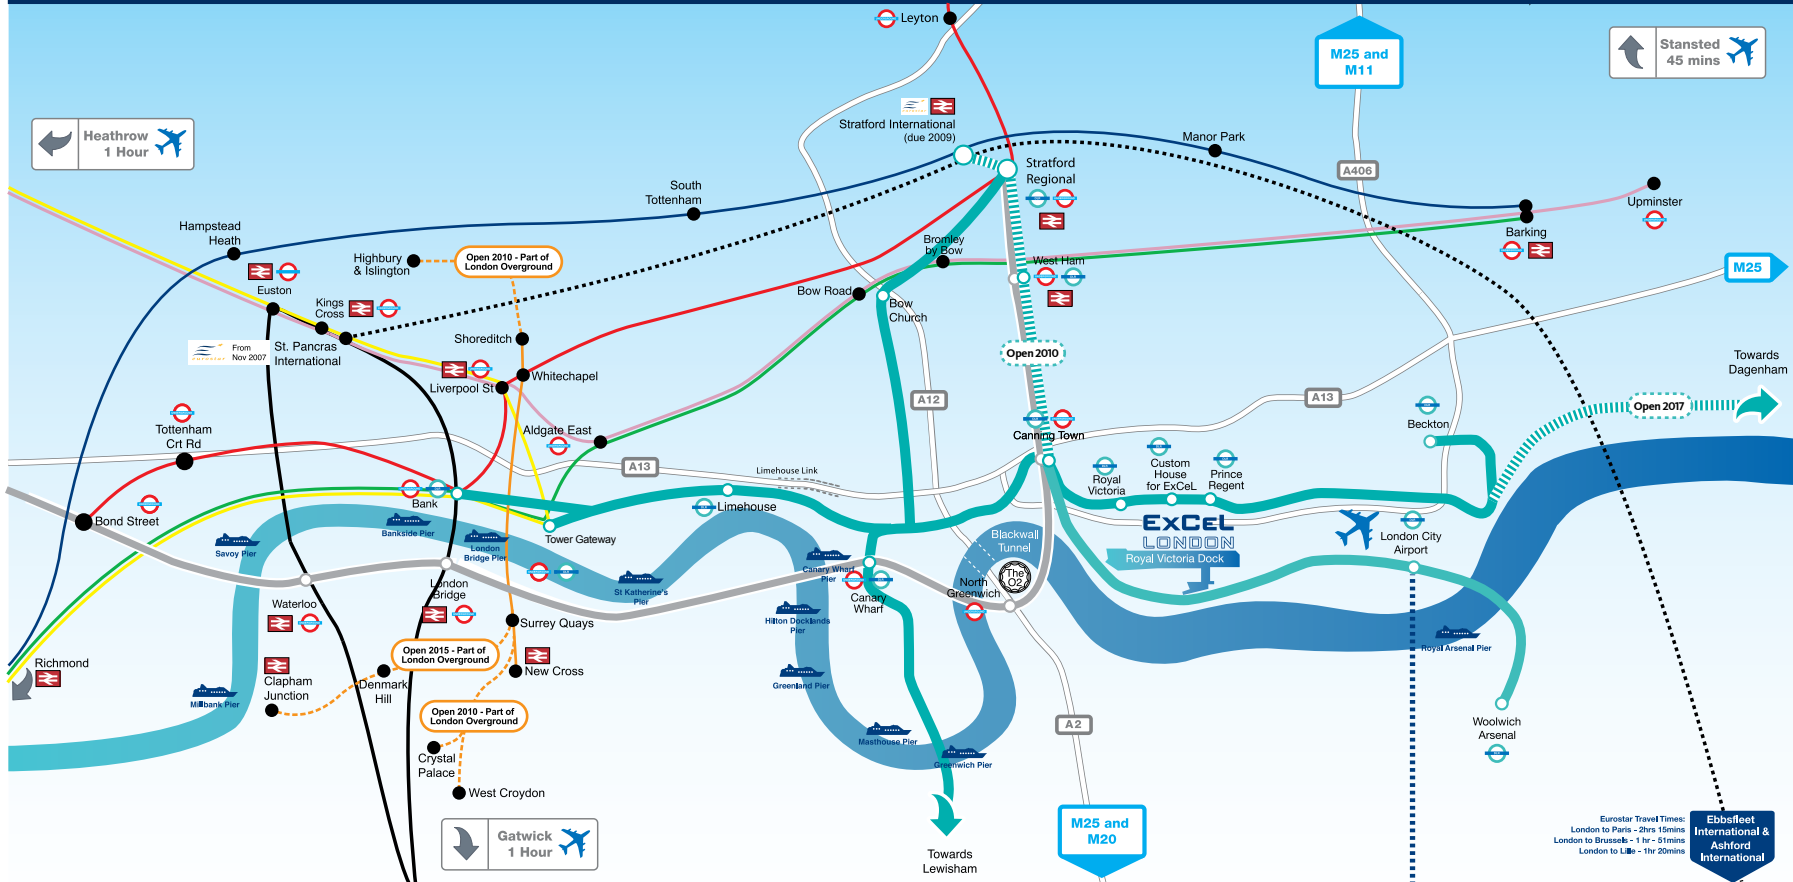 Leyton
M25 and
M11
Stansted
45 mins
Heathrow
1 Hour
eurostar
Stratford International
(due 2009)
Manor Park
Stratford
Regional
A406
Upminster
South
Tottenham
Hampstead
Heath
Highbury
& Islington
Open 2010 - Part of
London Overground
Bromley
by Bow
West Ham
Barking
M25
Euston
Kings
Cross
Bow Road
Bow
Church
eurostar
From
Nov 2007
St. Pancras
International
Shoreditch
Open 2010
Liverpool St
Whitechapel
Towards
Dagenham
A12
A13
Open 2017
Tottenham
Crt Rd
Aldgate East
Canning Town
Beckton
A13
Limehouse Link
Royal
Victoria
Custom
House
for ExCeL
Prince
Regent
Bond Street
Bank
Limehouse
Bankside Pier
Tower Gateway
Savoy Pier
London
Bridge Pier
Blackwall
Tunnel
ExCeL
LONDON
Royal Victoria Dock
London City
Airport
Canary Wharf
Pier
The
O2
North
Greenwich
St Katherine's
Pier
London
Bridge
Canary
Wharf
Waterloo
Hilton Docklands
Pier
Surrey Quays
Royal Arsenal Pier
Open 2015 - Part of
London Overground
Richmond
Clapham
Junction
Denmark
Hill
New Cross
Greenland Pier
Millbank Pier
Open 2010 - Part of
London Overground
A2
Woolwich
Arsenal
Masthouse Pier
Greenwich Pier
Crystal
Palace
West Croydon
Gatwick
1 Hour
Towards
Lewisham
M25 and
M20
Eurostar Travel Times:
London to Paris - 2hrs 15mins
London to Brussels - 1 hr - 51mins
London to Lille - 1hr 20mins
Ebbsfleet
International &
Ashford
International